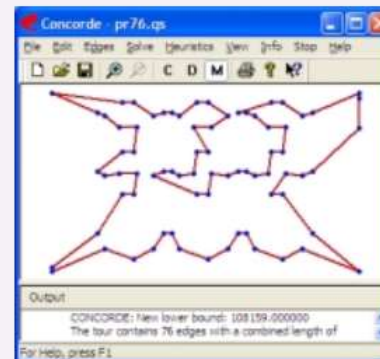 Concorde - pr76.qs
File Edit Edges Solve Heuristics View Info Stop Help
C D M
Output
CONCORDE: New lower bound: 108159.000000
The tour contains 76 edges with a combined length of
For Help, press F1